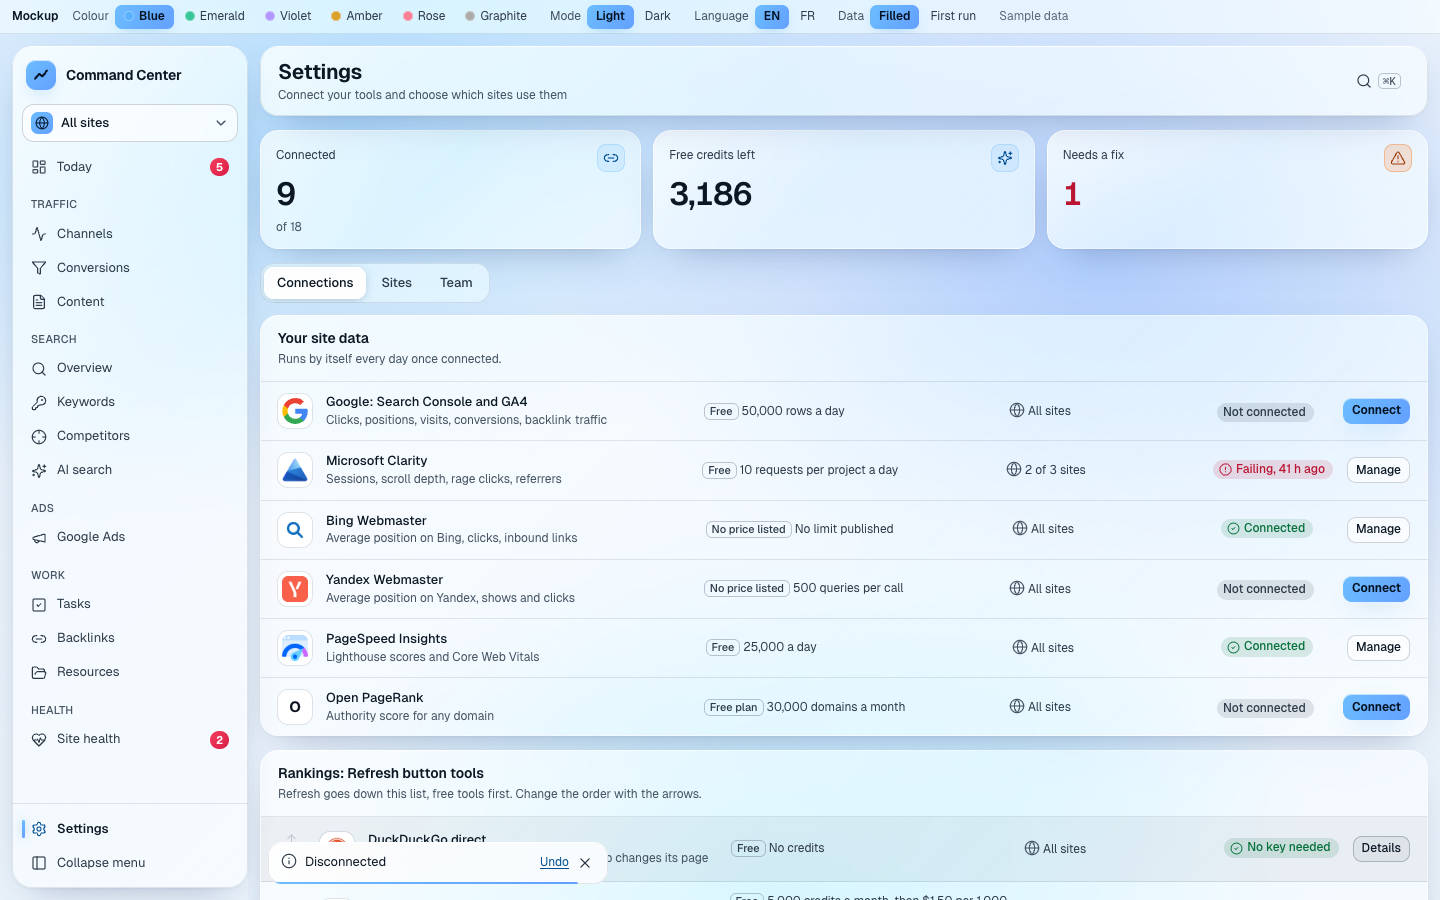 Mockup Colour Blue Emerald Violet Amber Rose Graphite Mode Light Dark Language EN FR Data Filled First run Sample data
Command Center
All sites
Today 5
TRAFFIC
Channels
Conversions
Content
SEARCH
Overview
Keywords
Competitors
AI search
ADS
Google Ads
WORK
Tasks
Backlinks
Resources
HEALTH
Site health 2
Settings
Collapse menu
Settings
Connect your tools and choose which sites use them
⌘K
Connected
9
of 18
Free credits left
3,186
Needs a fix
1
Connections Sites Team
Your site data
Runs by itself every day once connected.
Google: Search Console and GA4
Clicks, positions, visits, conversions, backlink traffic
Free 50,000 rows a day All sites Not connected Connect
Microsoft Clarity
Sessions, scroll depth, rage clicks, referrers
Free 10 requests per project a day 2 of 3 sites Failing, 41 h ago Manage
Bing Webmaster
Average position on Bing, clicks, inbound links
No price listed No limit published All sites Connected Manage
Yandex Webmaster
Average position on Yandex, shows and clicks
No price listed 500 queries per call All sites Not connected Connect
PageSpeed Insights
Lighthouse scores and Core Web Vitals
Free 25,000 a day All sites Connected Manage
O
Open PageRank
Authority score for any domain
Free plan 30,000 domains a month All sites Not connected Connect
Rankings: Refresh button tools
Refresh goes down this list, free tools first. Change the order with the arrows.
DuckDuckGo direct
changes its page
Free No credits All sites No key needed Details
Disconnected Undo
Free 5,000 credits a month, then $1.50 per 1,000